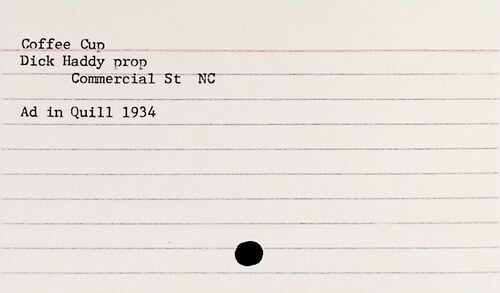 Coffee Cup
Dick Haddy prop
Commercial St NC
Ad in Quill 1934